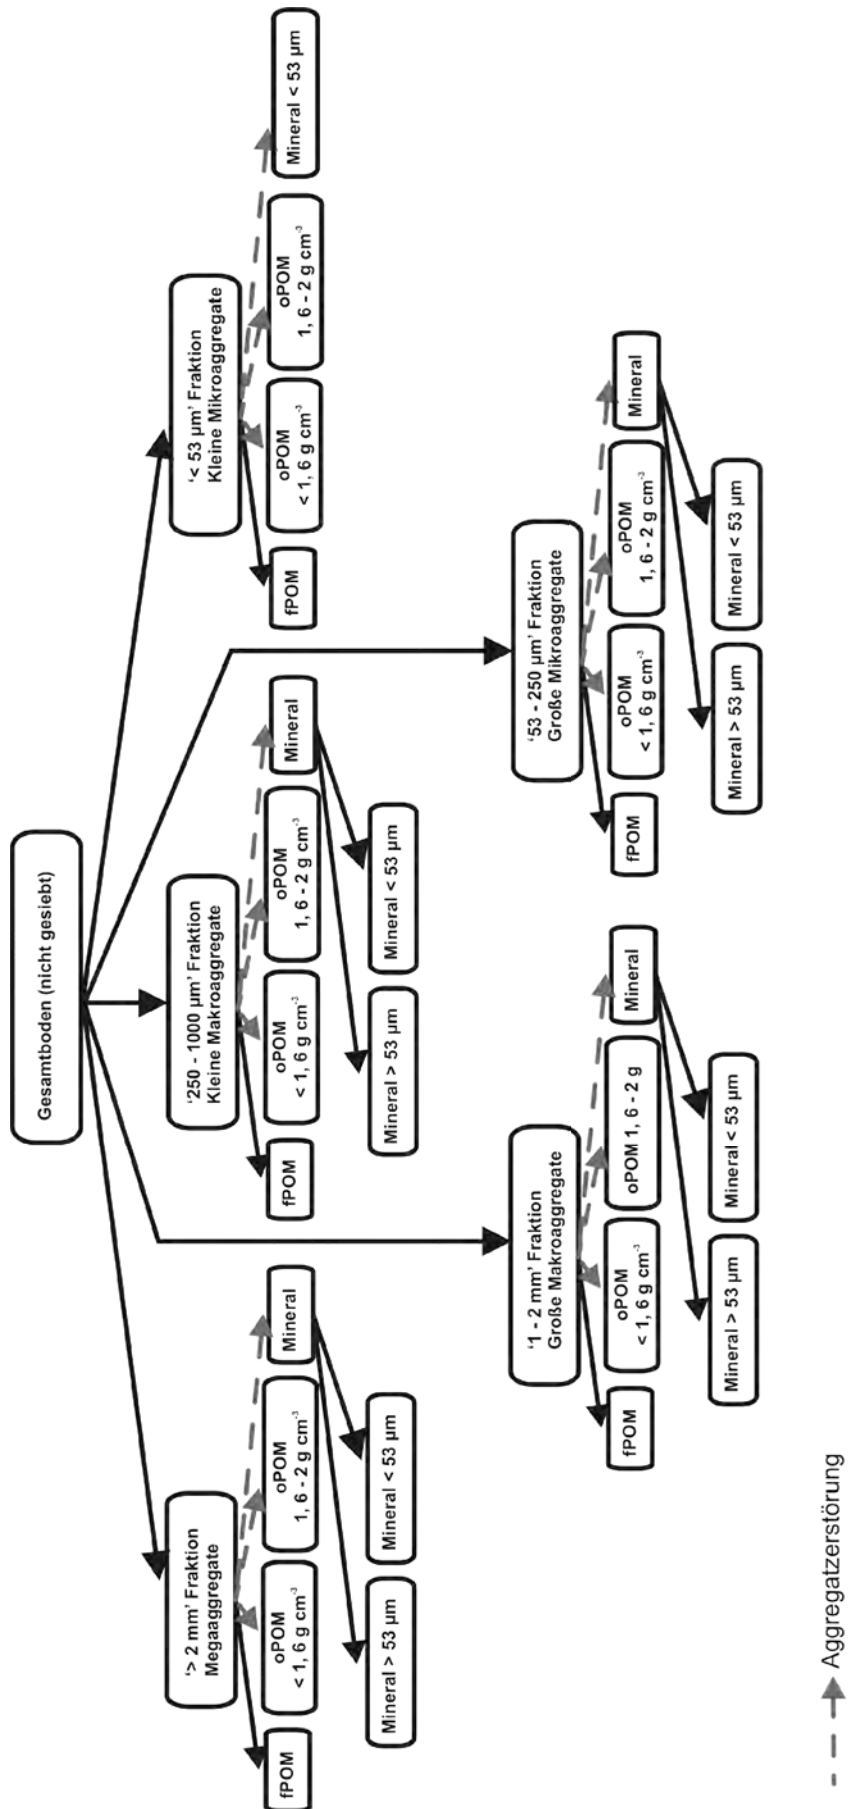 Gesamtboden (nicht gesiebt)
‘> 2 mm’ Fraktion
Megaaggregate
fPOM
oPOM
< 1, 6 g cm⁻³
oPOM
1, 6 - 2 g cm⁻³
Mineral
Mineral > 53 µm
Mineral < 53 µm
‘250 - 1000 µm’ Fraktion
Kleine Makroaggregate
fPOM
oPOM
< 1, 6 g cm⁻³
oPOM
1, 6 - 2 g cm⁻³
Mineral
Mineral > 53 µm
Mineral < 53 µm
‘< 53 µm’ Fraktion
Kleine Mikroaggregate
fPOM
oPOM
< 1, 6 g cm⁻³
oPOM
1, 6 - 2 g cm⁻³
Mineral < 53 µm
‘1 - 2 mm’ Fraktion
Große Makroaggregate
fPOM
oPOM
< 1, 6 g cm⁻³
oPOM 1, 6 - 2 g
Mineral
Mineral > 53 µm
Mineral < 53 µm
‘53 - 250 µm’ Fraktion
Große Mikroaggregate
fPOM
oPOM
< 1, 6 g cm⁻³
oPOM
1, 6 - 2 g cm⁻³
Mineral
Mineral > 53 µm
Mineral < 53 µm
Aggregatzerstörung